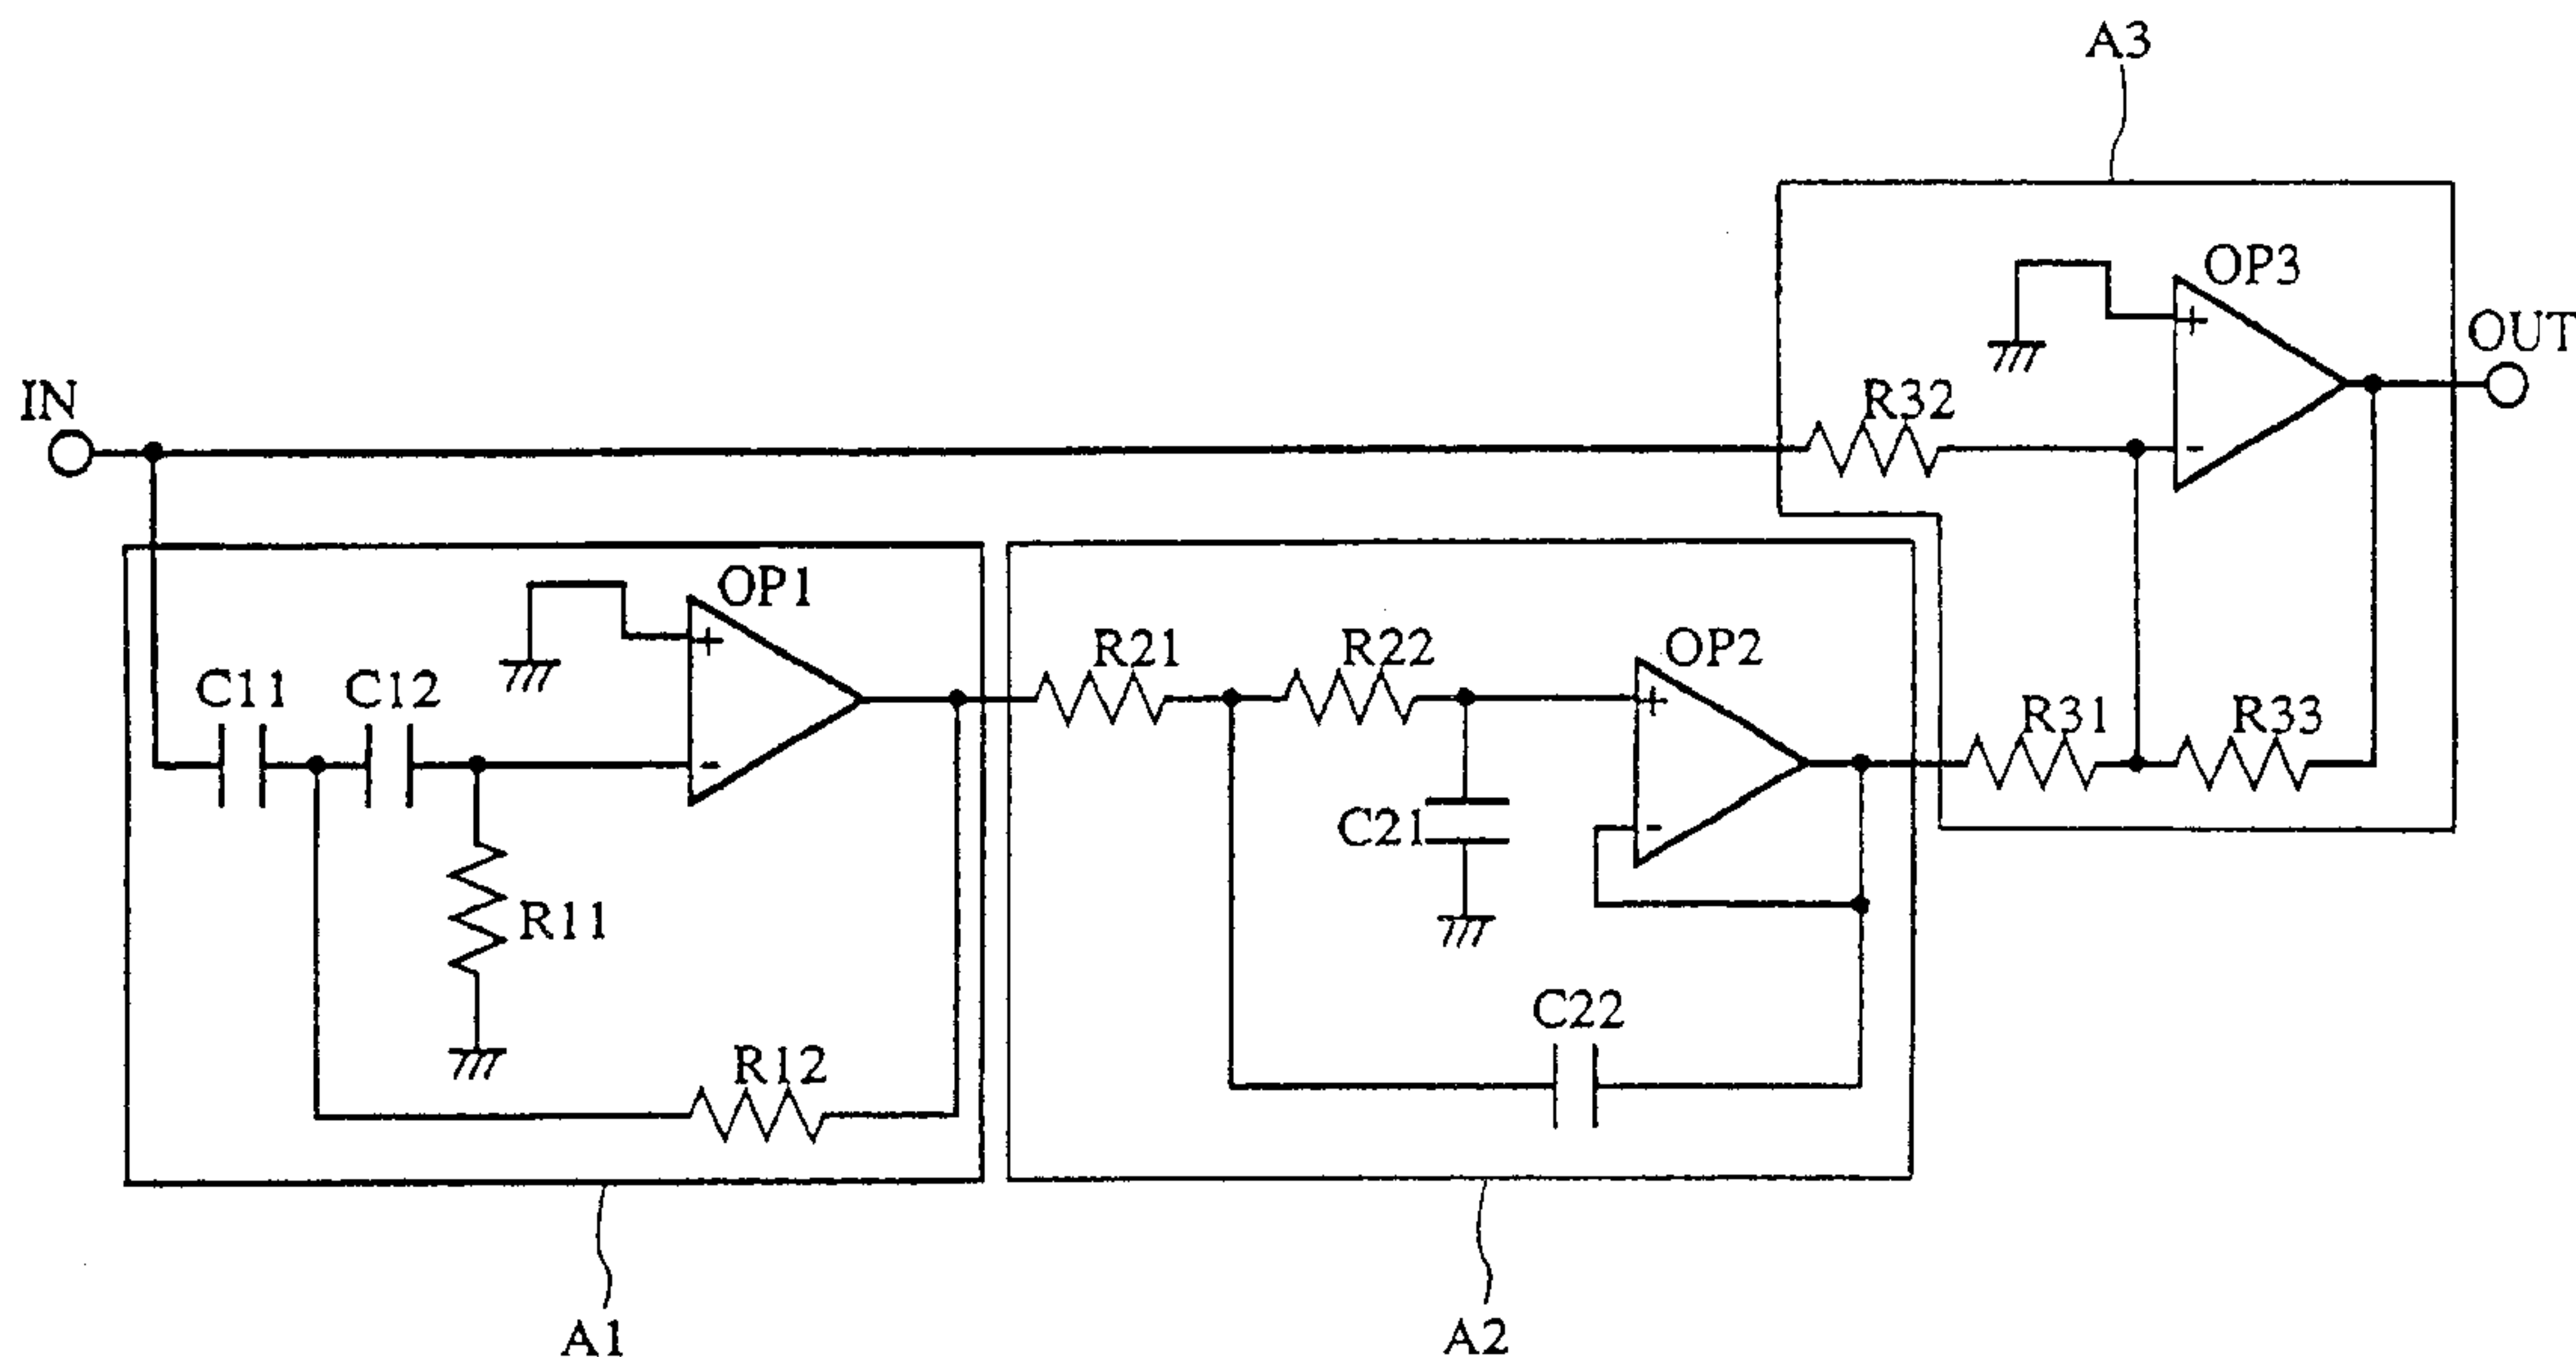 A3
OP3
OUT
IN
R32
+
-
OP1
+
-
C11
C12
R11
R12
R21
R22
OP2
+
-
C21
C22
R31
R33
A1
A2